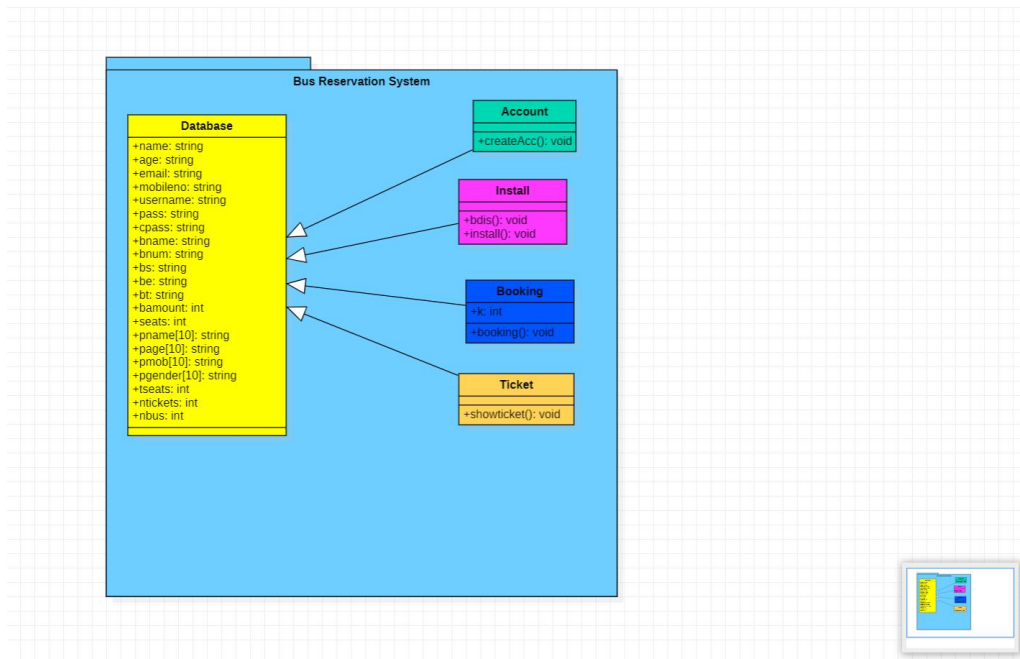 Bus Reservation System
Database
+name: string
+age: string
+email: string
+mobileno: string
+username: string
+pass: string
+cpass: string
+bname: string
+bnum: string
+bs: string
+be: string
+bt: string
+bamount: int
+seats: int
+pname[10]: string
+page[10]: string
+pmob[10]: string
+pgender[10]: string
+tseats: int
+ntickets: int
+nbus: int
Account
+createAcc(): void
Install
+bdis(): void
+install(): void
Booking
+k: int
+booking(): void
Ticket
+showticket(): void